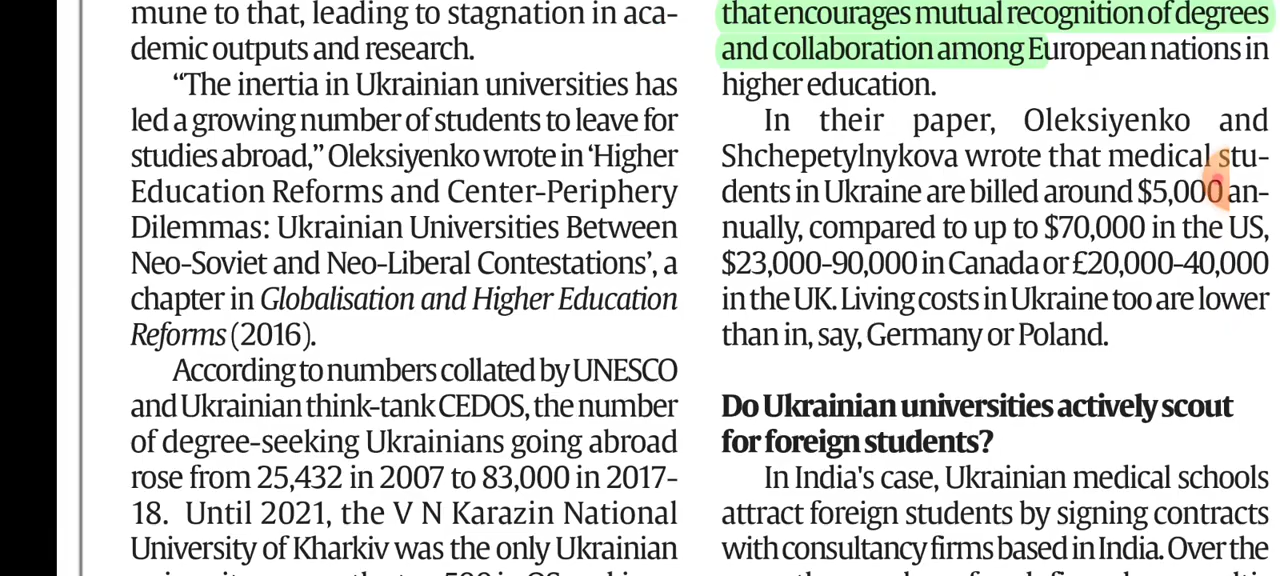 mune to that, leading to stagnation in aca-
demic outputs and research.
“The inertia in Ukrainian universities has
led a growing number of students to leave for
studies abroad,” Oleksiyenko wrote in ‘Higher
Education Reforms and Center-Periphery
Dilemmas: Ukrainian Universities Between
Neo-Soviet and Neo-Liberal Contestations’, a
chapter in Globalisation and Higher Education
Reforms (2016).
According to numbers collated by UNESCO
and Ukrainian think-tank CEDOS, the number
of degree-seeking Ukrainians going abroad
rose from 25,432 in 2007 to 83,000 in 2017-
18. Until 2021, the V N Karazin National
University of Kharkiv was the only Ukrainian
that encourages mutual recognition of degrees
and collaboration among European nations in
higher education.
In their paper, Oleksiyenko and
Shchepetylnykova wrote that medical stu-
dents in Ukraine are billed around $5,000 an-
nually, compared to up to $70,000 in the US,
$23,000-90,000 in Canada or £20,000-40,000
in the UK. Living costs in Ukraine too are lower
than in, say, Germany or Poland.
Do Ukrainian universities actively scout
for foreign students?
In India's case, Ukrainian medical schools
attract foreign students by signing contracts
with consultancy firms based in India. Over the